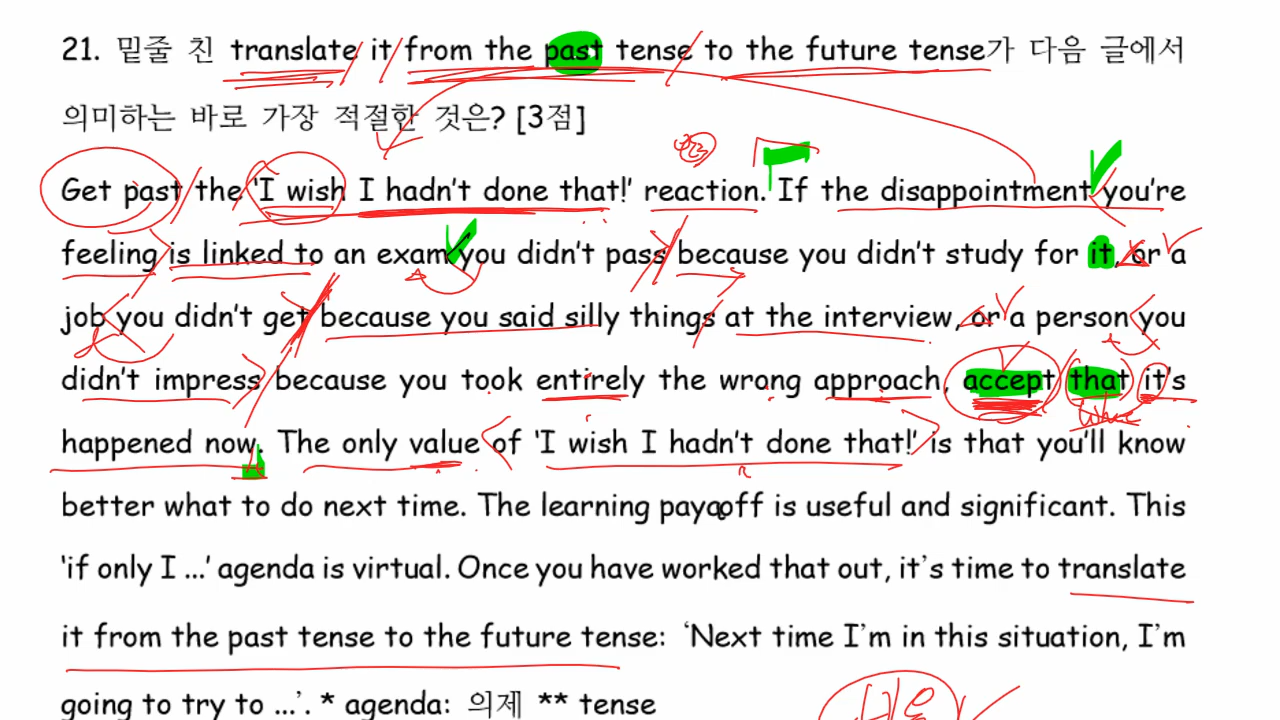 21. 밑줄 친 translate it from the past tense to the future tense가 다음 글에서
의미하는 바로 가장 적절한 것은? [3점]
Get past the 'I wish I hadn't done that!' reaction. If the disappointment you're
feeling is linked to an exam you didn't pass because you didn't study for it, or a
job you didn't get because you said silly things at the interview, or a person you
didn't impress because you took entirely the wrong approach, accept that it's
happened now. The only value of 'I wish I hadn't done that!' is that you'll know
better what to do next time. The learning payoff is useful and significant. This
'if only I ...' agenda is virtual. Once you have worked that out, it's time to translate
it from the past tense to the future tense: 'Next time I'm in this situation, I'm
going to try to ...'. * agenda: 의제 ** tense